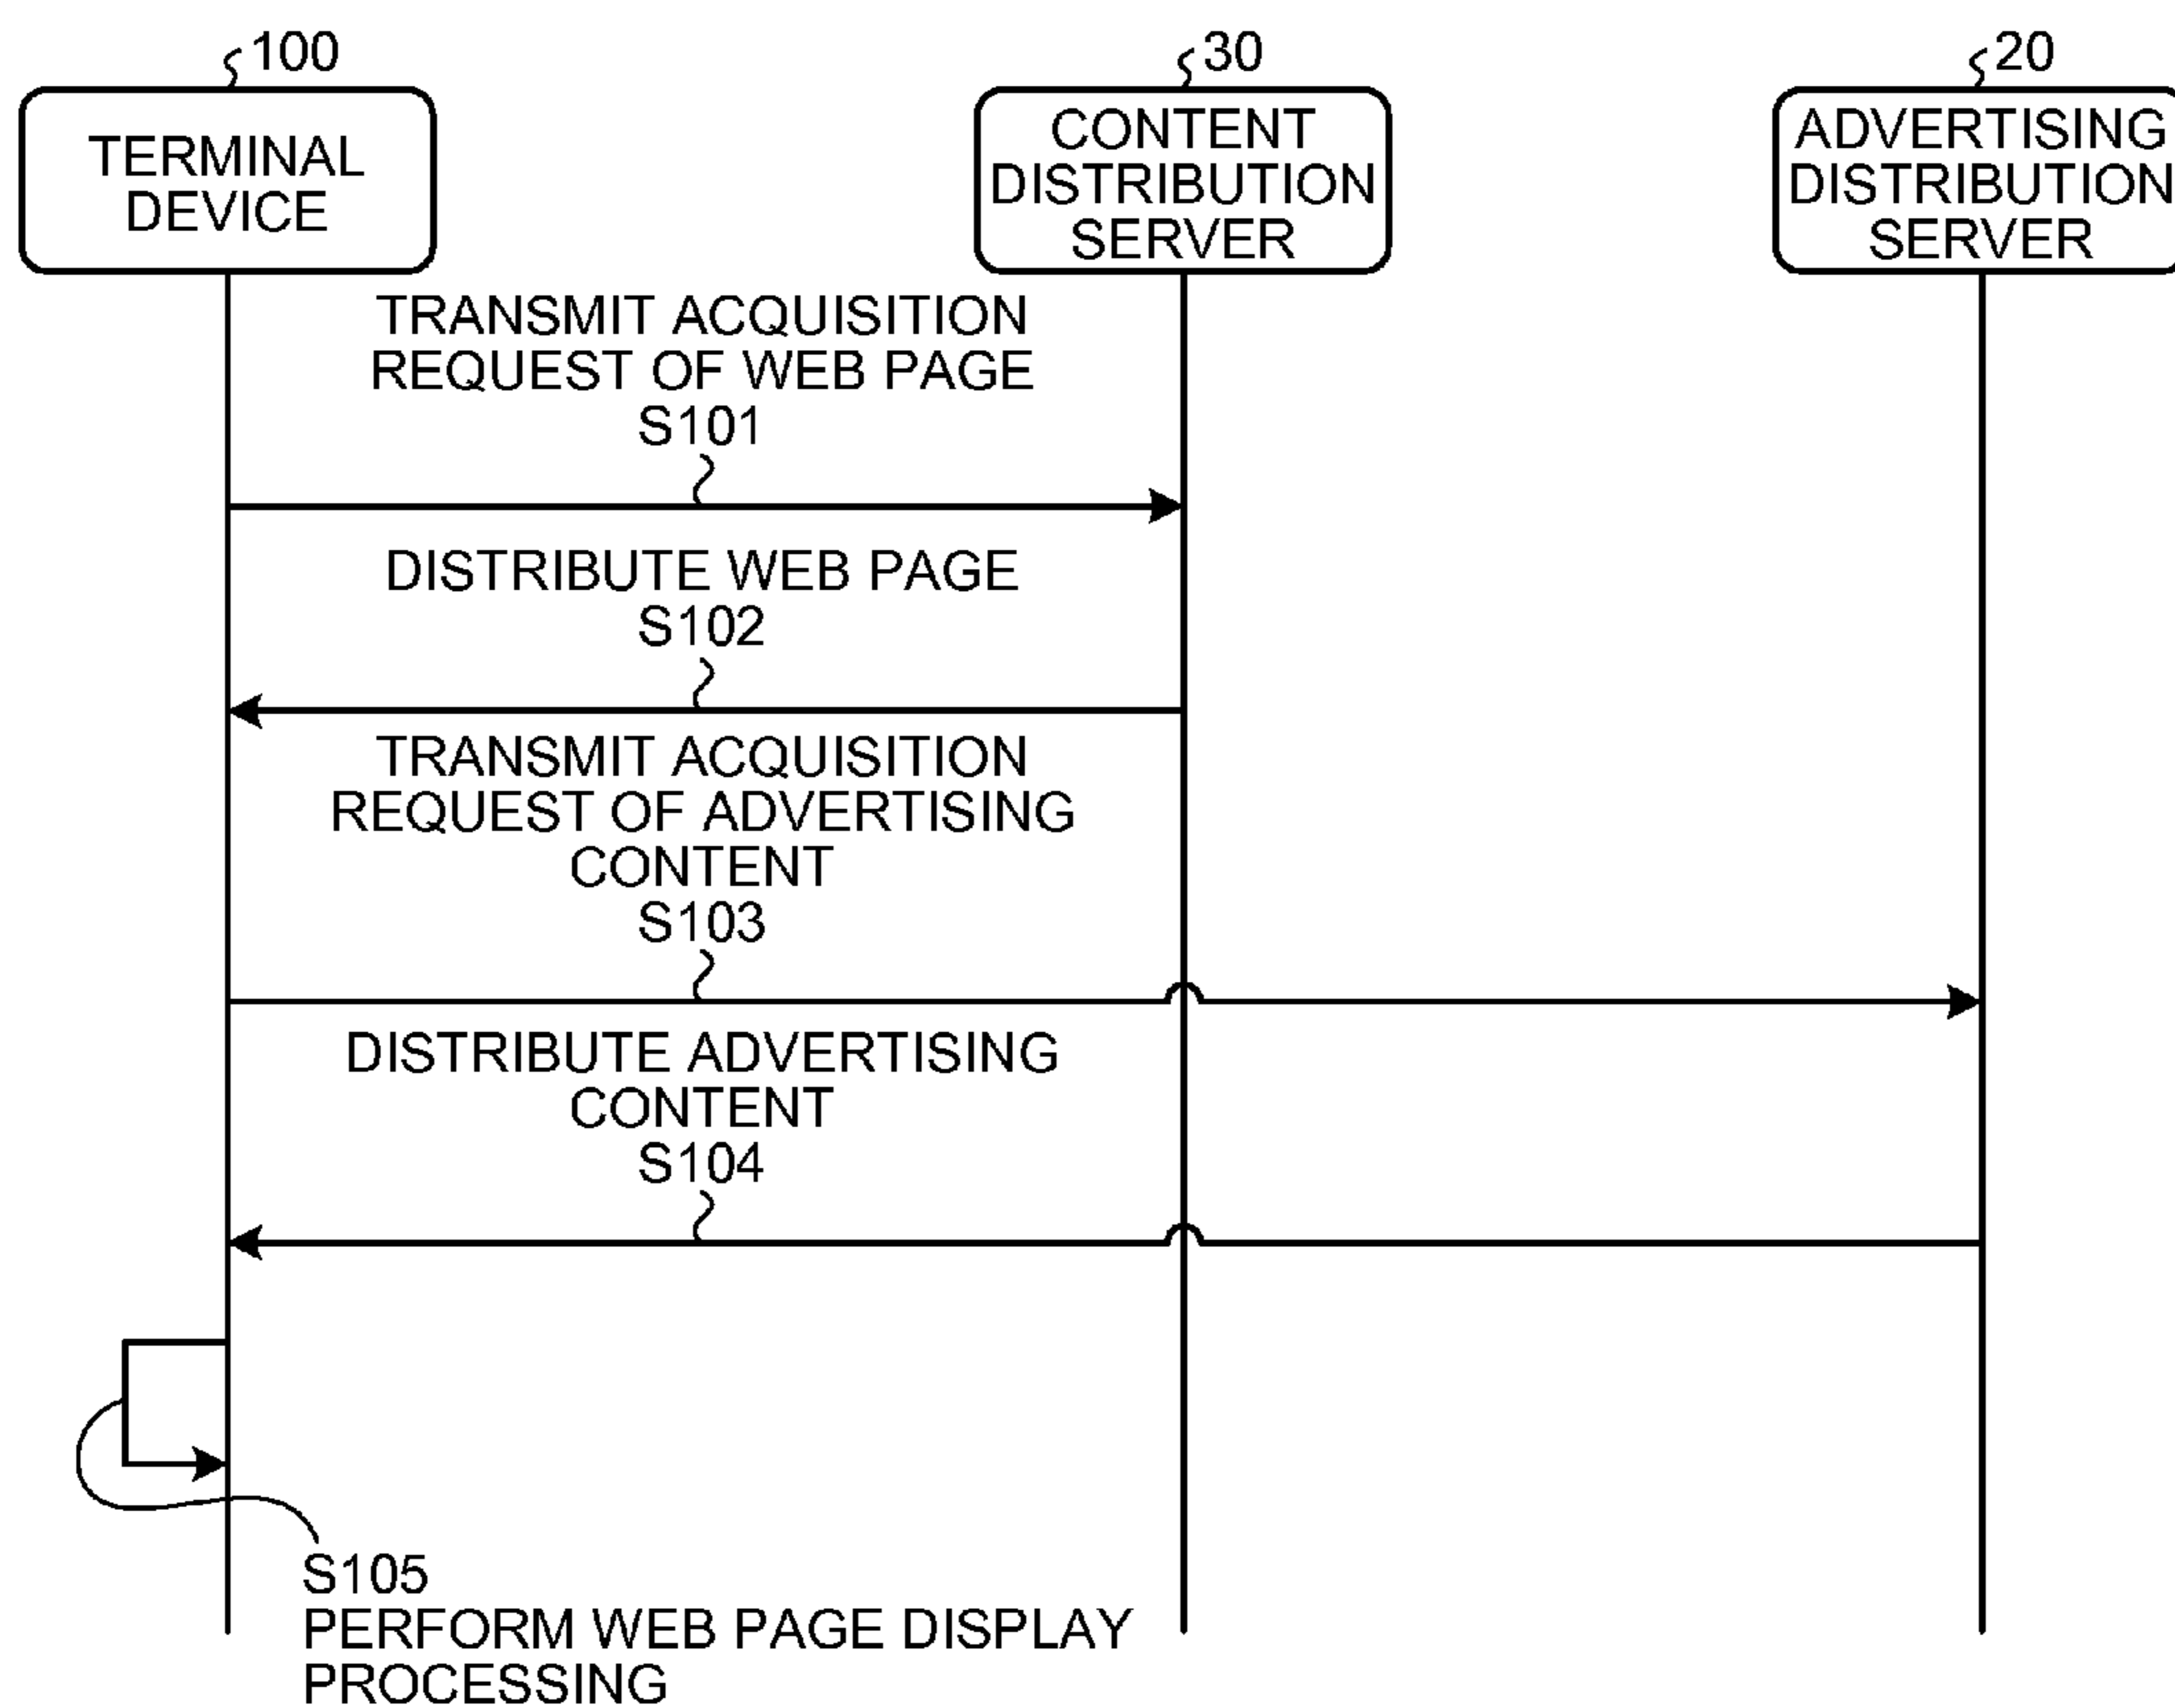 100
30
20
TERMINAL
DEVICE
CONTENT
DISTRIBUTION
SERVER
ADVERTISING
DISTRIBUTION
SERVER
TRANSMIT ACQUISITION
REQUEST OF WEB PAGE
S101
DISTRIBUTE WEB PAGE
S102
TRANSMIT ACQUISITION
REQUEST OF ADVERTISING
CONTENT
S103
DISTRIBUTE ADVERTISING
CONTENT
S104
S105
PERFORM WEB PAGE DISPLAY
PROCESSING